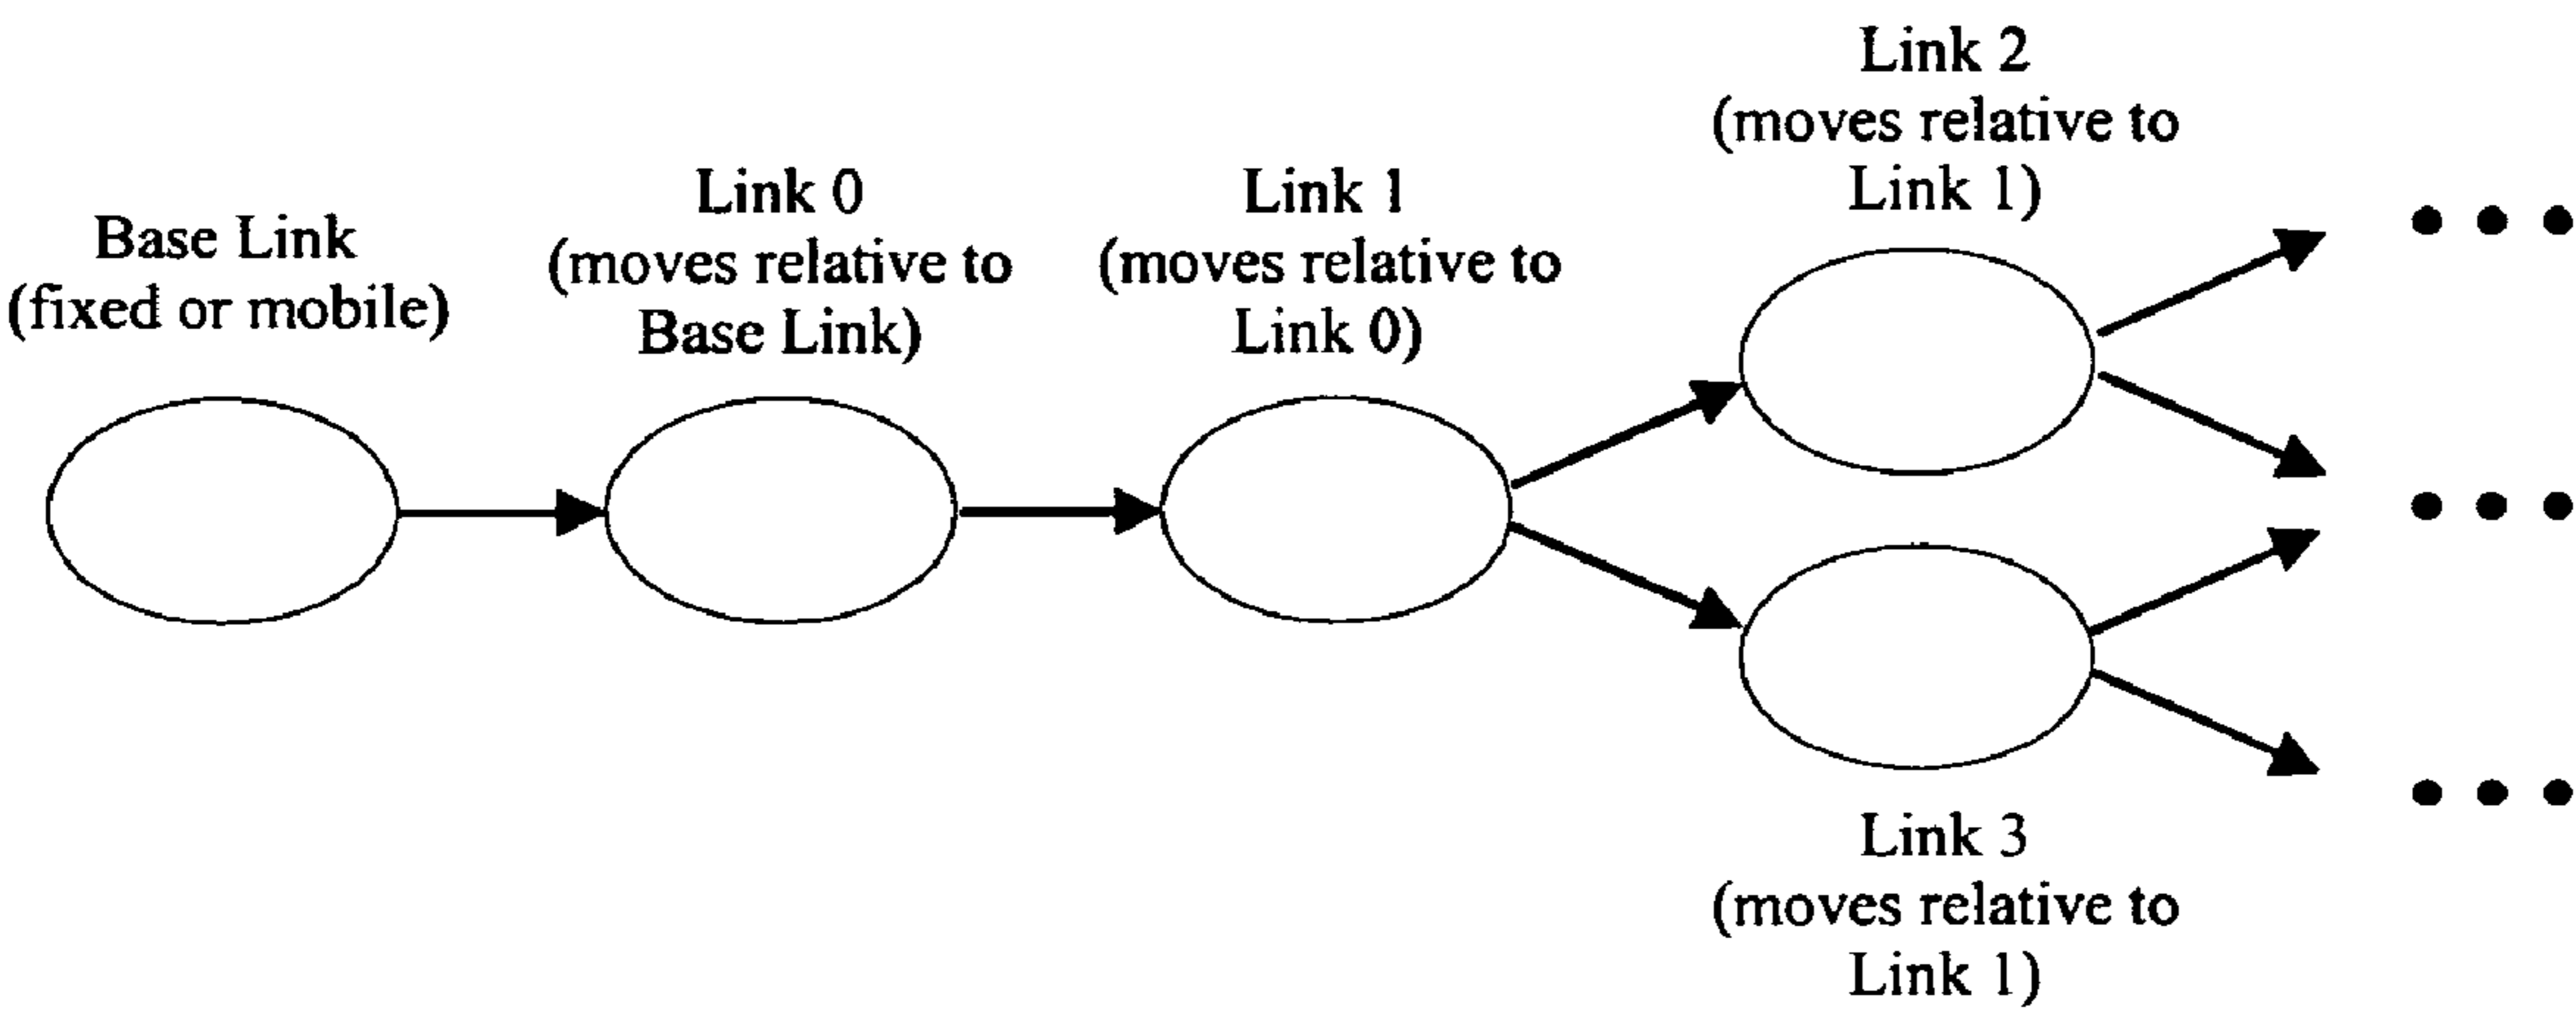 Base Link
(fixed or mobile)
Link 0
(moves relative to
Base Link)
Link 1
(moves relative to
Link 0)
Link 2
(moves relative to
Link 1)
Link 3
(moves relative to
Link 1)